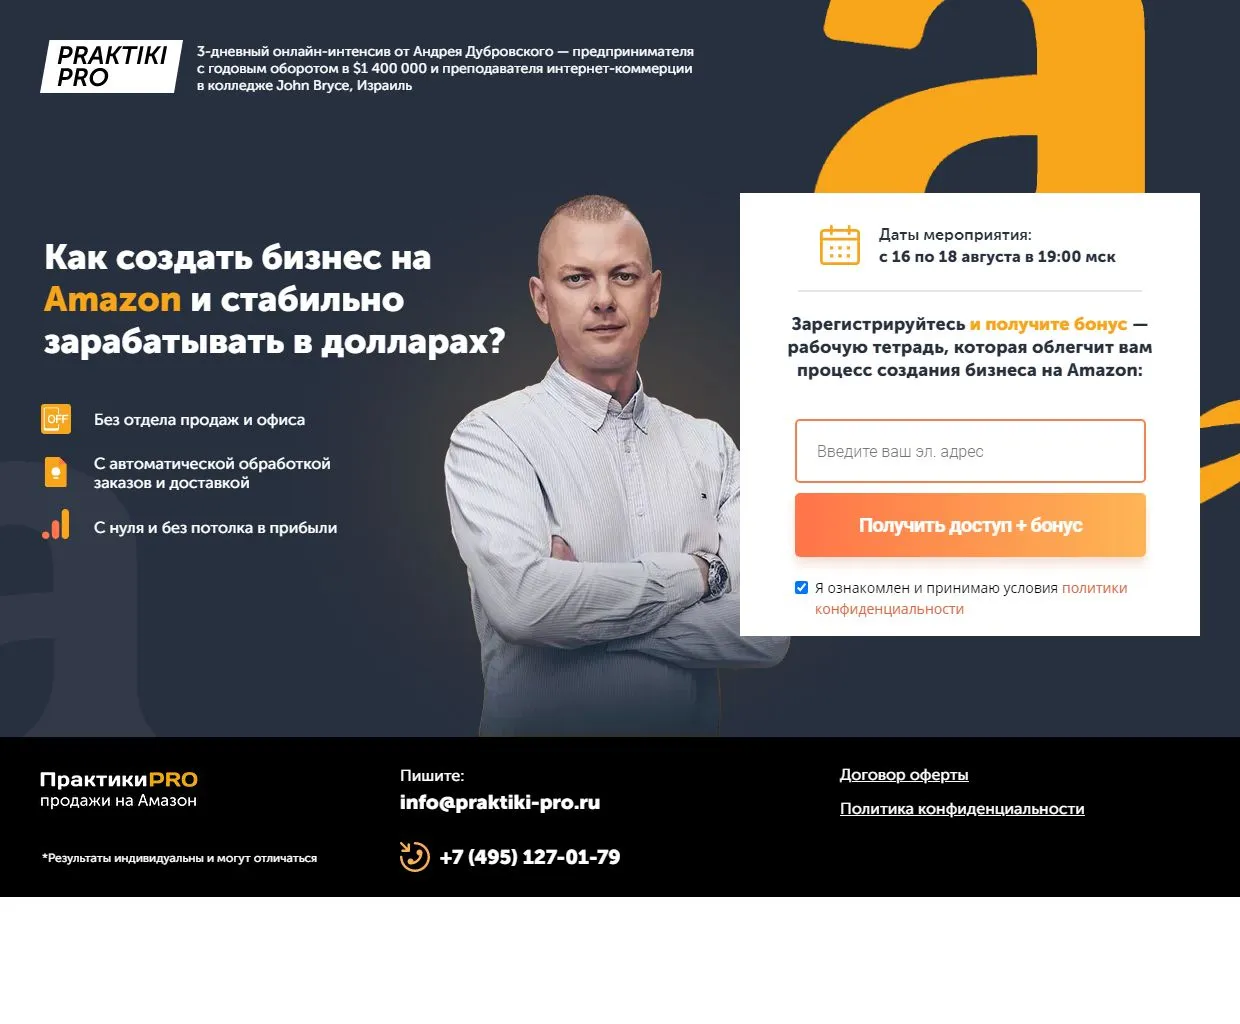 PRAKTIKI
PRO
3-дневный онлайн-интенсив от Андрея Дубровского — предпринимателя
с годовым оборотом в $1 400 000 и преподавателя интернет-коммерции
в колледже John Bryce, Израиль
Как создать бизнес на
Amazon и стабильно
зарабатывать в долларах?
OFF
Без отдела продаж и офиса
С автоматической обработкой
заказов и доставкой
С нуля и без потолка в прибыли
Даты мероприятия:
с 16 по 18 августа в 19:00 мск
Зарегистрируйтесь и получите бонус —
рабочую тетрадь, которая облегчит вам
процесс создания бизнеса на Amazon:
Введите ваш эл. адрес
Получить доступ + бонус
Я ознакомлен и принимаю условия политики
конфиденциальности
ПрактикиPRO
продажи на Амазон
*Результаты индивидуальны и могут отличаться
Пишите:
info@praktiki-pro.ru
+7 (495) 127-01-79
Договор оферты
Политика конфиденциальности